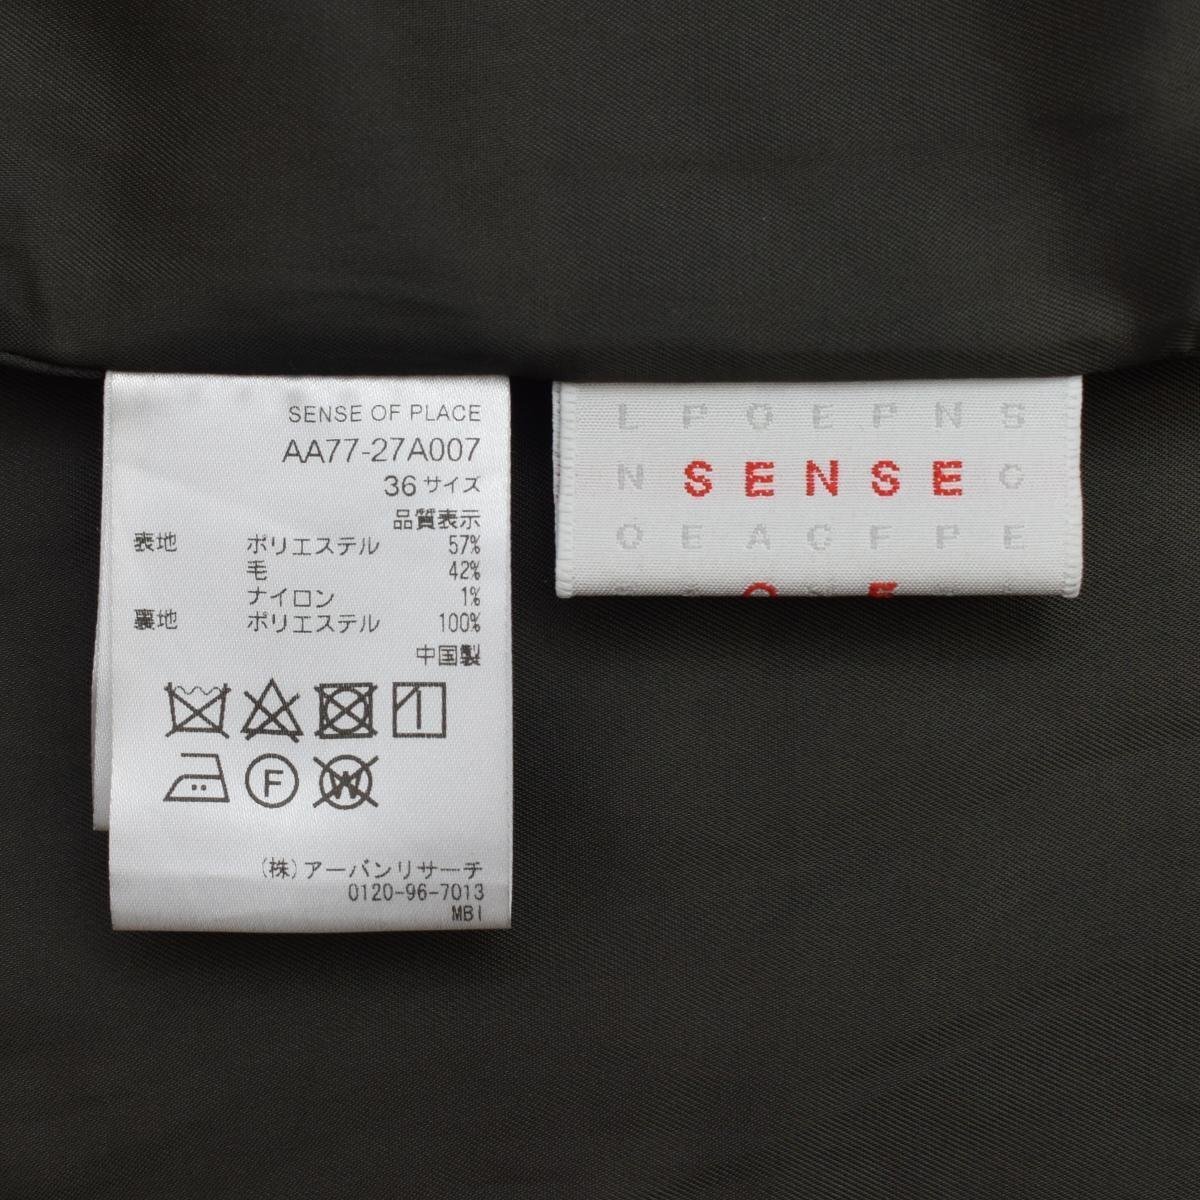 SENSE OF PLACE
AA77-27A007
36サイズ
品質表示
表地 ポリエステル 57%
毛 42%
ナイロン 1%
裏地 ポリエステル 100%
中国製
F
W
(株)アーバンリサーチ
0120-96-7013
MBI
L P O E P N S
N SENSE C
O E A C F P E